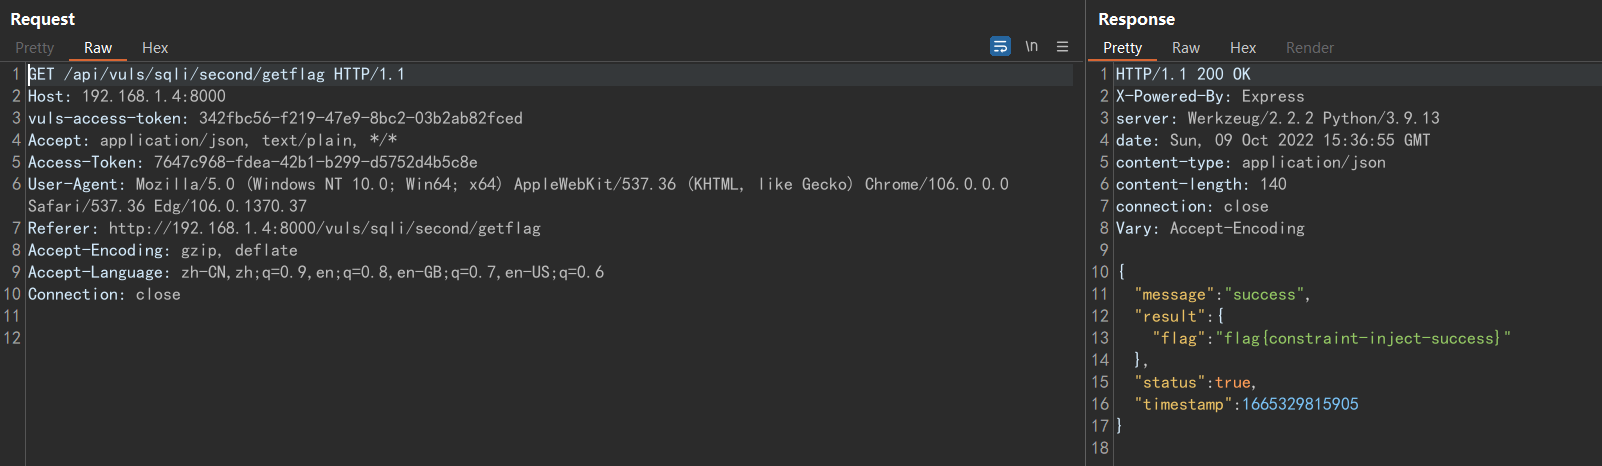 Request
Pretty Raw Hex
\n
1 GET /api/vuls/sqli/second/getflag HTTP/1.1
2 Host: 192.168.1.4:8000
3 vuls-access-token: 342fbc56-f219-47e9-8bc2-03b2ab82fced
4 Accept: application/json, text/plain, */*
5 Access-Token: 7647c968-fdea-42b1-b299-d5752d4b5c8e
6 User-Agent: Mozilla/5.0 (Windows NT 10.0; Win64; x64) AppleWebKit/537.36 (KHTML, like Gecko) Chrome/106.0.0.0
Safari/537.36 Edg/106.0.1370.37
7 Referer: http://192.168.1.4:8000/vuls/sqli/second/getflag
8 Accept-Encoding: gzip, deflate
9 Accept-Language: zh-CN,zh;q=0.9,en;q=0.8,en-GB;q=0.7,en-US;q=0.6
10 Connection: close
11
12
Response
Pretty Raw Hex Render
1 HTTP/1.1 200 OK
2 X-Powered-By: Express
3 server: Werkzeug/2.2.2 Python/3.9.13
4 date: Sun, 09 Oct 2022 15:36:55 GMT
5 content-type: application/json
6 content-length: 140
7 connection: close
8 Vary: Accept-Encoding
9
10 {
11 "message":"success",
12 "result":{
13 "flag":"flag{constraint-inject-success}"
14 },
15 "status":true,
16 "timestamp":1665329815905
17 }
18